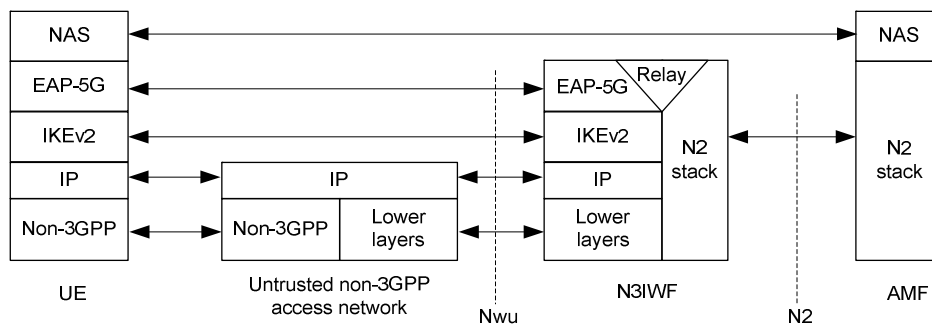 NAS
NAS
EAP-5G
EAP-5G
Relay
IKEv2
IKEv2
N2
stack
N2
stack
IP
IP
IP
Non-3GPP
Non-3GPP
Lower
layers
Lower
layers
UE
Untrusted non-3GPP
access network
N3IWF
AMF
Nwu
N2